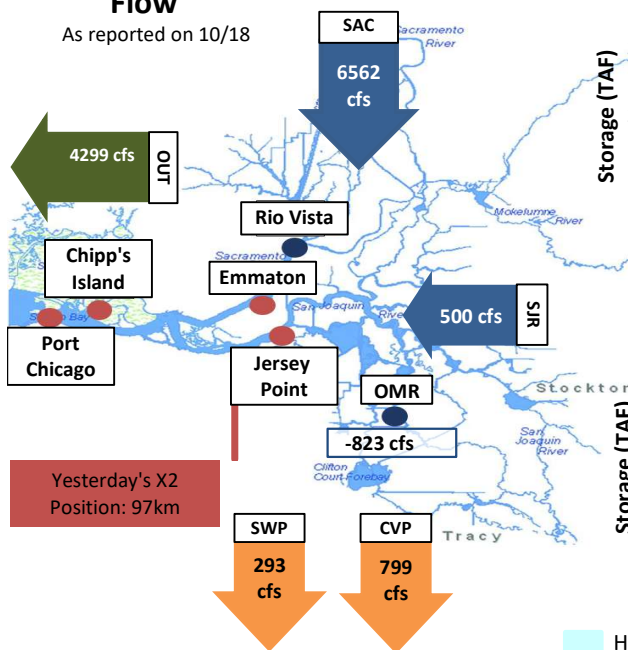 Flow
As reported on 10/18
SAC
Sacramento
River
6562
cfs
Storage (TAF)
4299 cfs
OUT
Rio Vista
Mokelumne
River
Chipp's
Island
Sacramento
Emmaton
San Joaquin
River
500 cfs
SJR
Port
Chicago
Jersey
Point
OMR
Stockton
-823 cfs
San
Joaquin
River
Storage (TAF)
Clifton
Court Forebay
Yesterday's X2
Position: 97km
SWP
CVP
Tracy
293
cfs
799
cfs
H